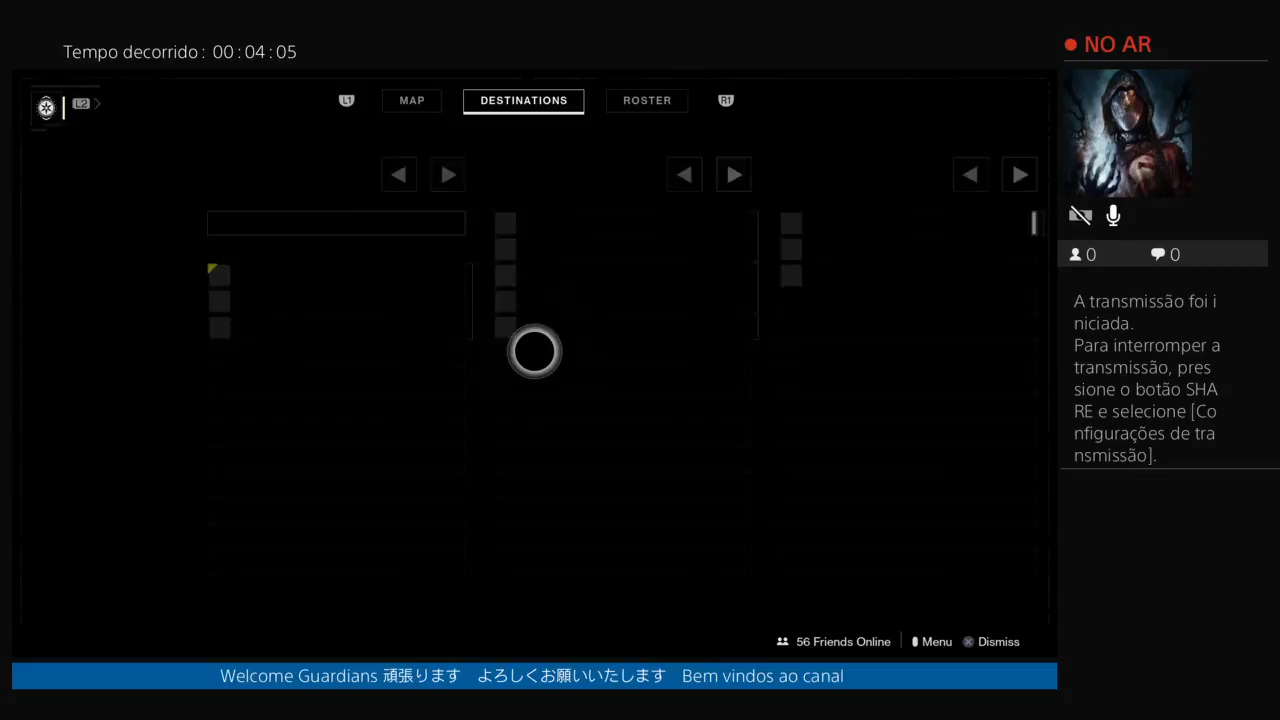 Tempo decorrido: 00:04:05
NO AR
L2
L1
MAP
DESTINATIONS
ROSTER
R1
0
0
A transmissão foi i
niciada.
Para interromper a
transmissão, pres
sione o botão SHA
RE e selecione [Co
nfigurações de tra
nsmissão].
56 Friends Online
Menu
Dismiss
Welcome Guardians 頑張ります　よろしくお願いいたします　Bem vindos ao canal